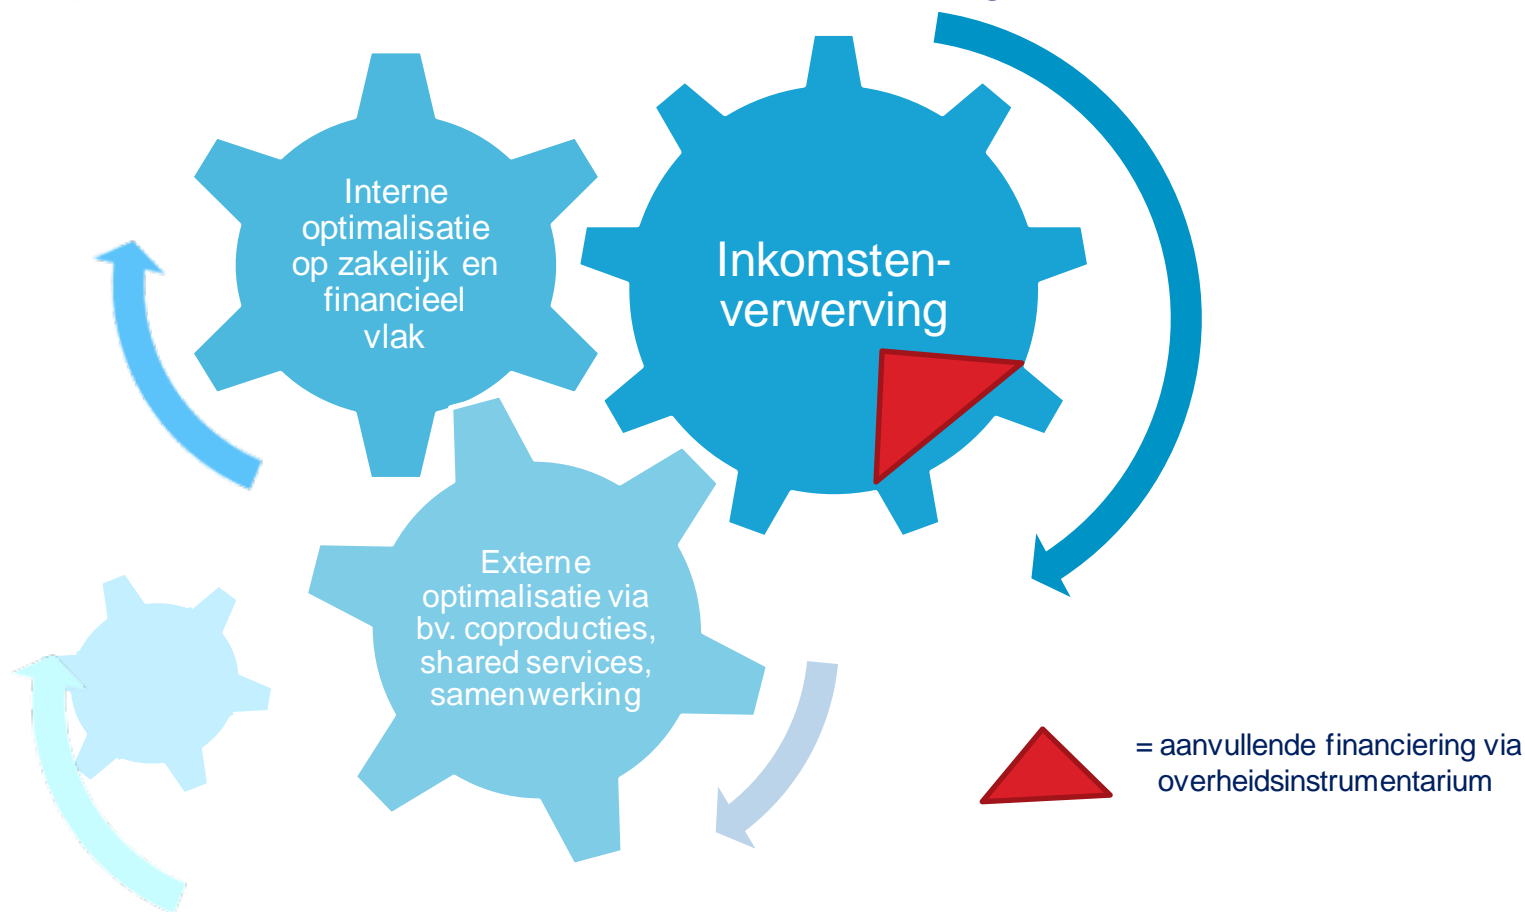 Interne
optimalisatie
op zakelijk en
financieel
vlak
Inkomsten-
verwerving
Externe
optimalisatie via
bv. coproducties,
shared services,
samenwerking
= aanvullende financiering via
overheidsinstrumentarium